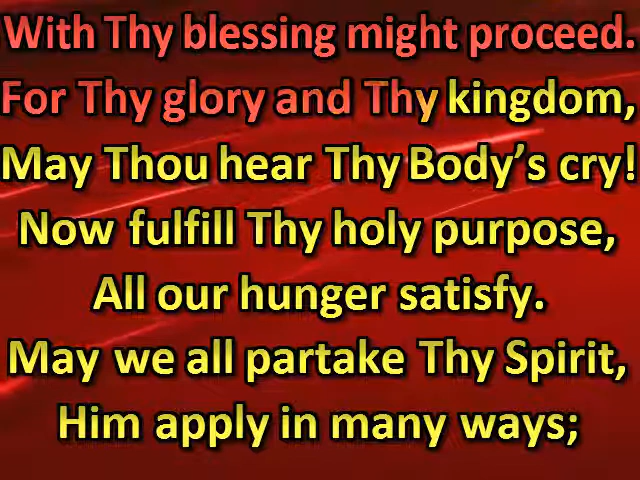 With Thy blessing might proceed.
For Thy glory and Thy kingdom,
May Thou hear Thy Body’s cry!
Now fulfill Thy holy purpose,
All our hunger satisfy.
May we all partake Thy Spirit,
Him apply in many ways;